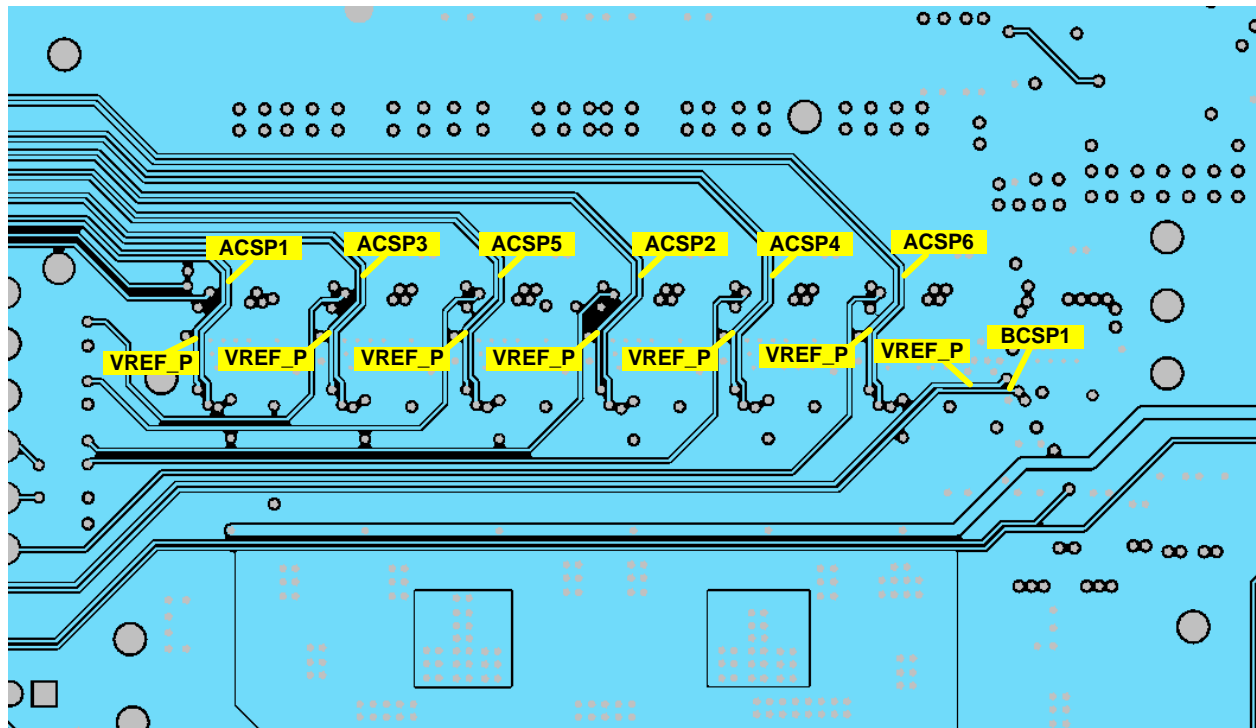 ACSP1
ACSP3
ACSP5
ACSP2
ACSP4
ACSP6
VREF_P
VREF_P
VREF_P
VREF_P
VREF_P
VREF_P
VREF_P
BCSP1